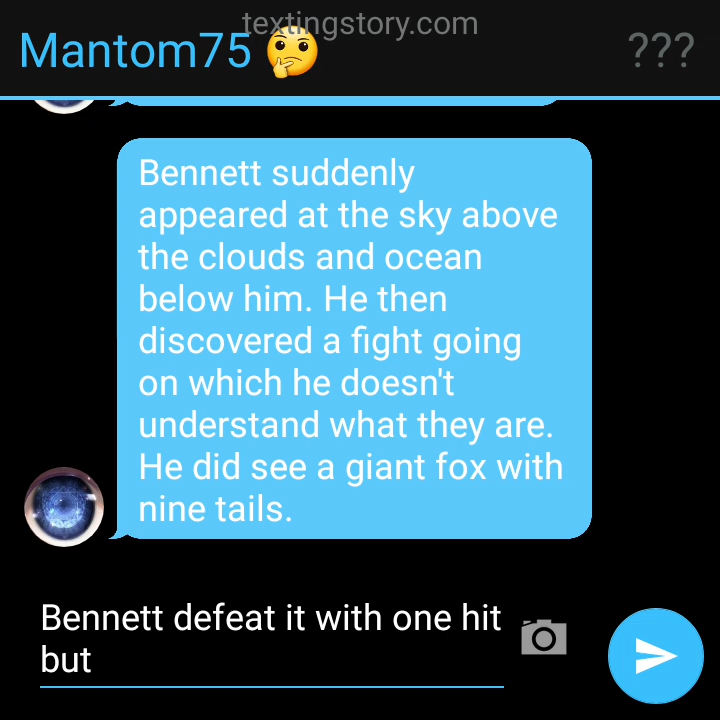 textingstory.com
Mantom75 🤔 ???
Bennett suddenly
appeared at the sky above
the clouds and ocean
below him. He then
discovered a fight going
on which he doesn't
understand what they are.
He did see a giant fox with
nine tails.
Bennett defeat it with one hit
but